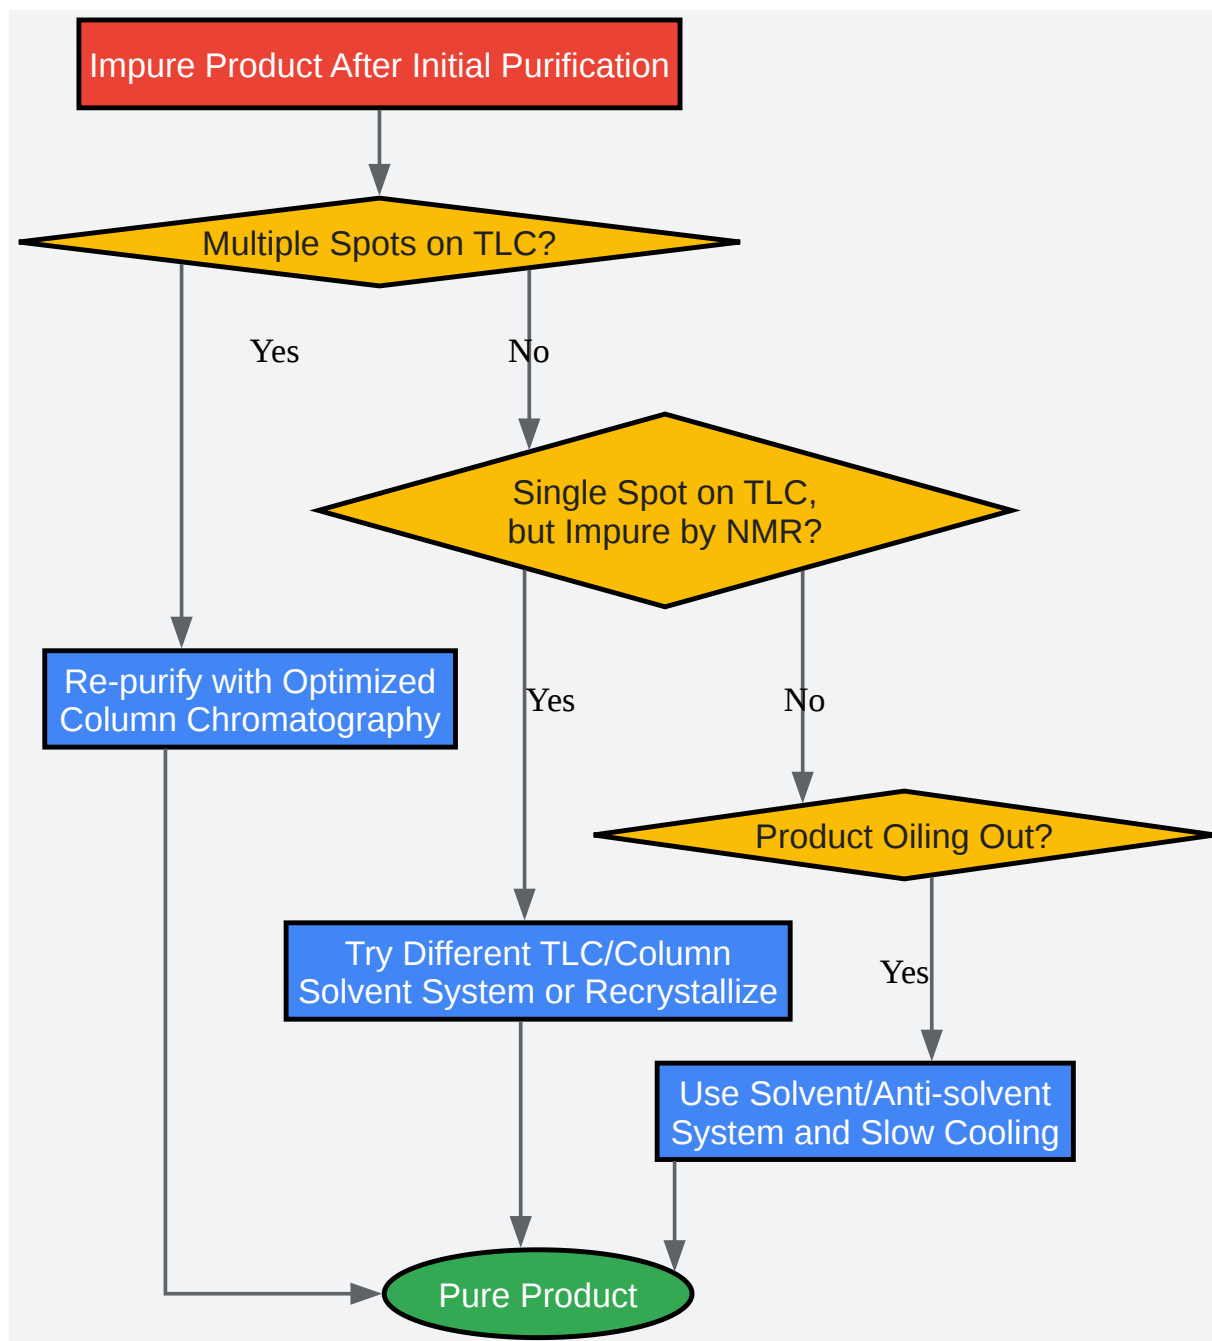 Impure Product After Initial Purification
Multiple Spots on TLC?
Yes
No
Single Spot on TLC,
but Impure by NMR?
Re-purify with Optimized
Column Chromatography
Yes
No
Product Oiling Out?
Try Different TLC/Column
Solvent System or Recrystallize
Yes
Use Solvent/Anti-solvent
System and Slow Cooling
Pure Product